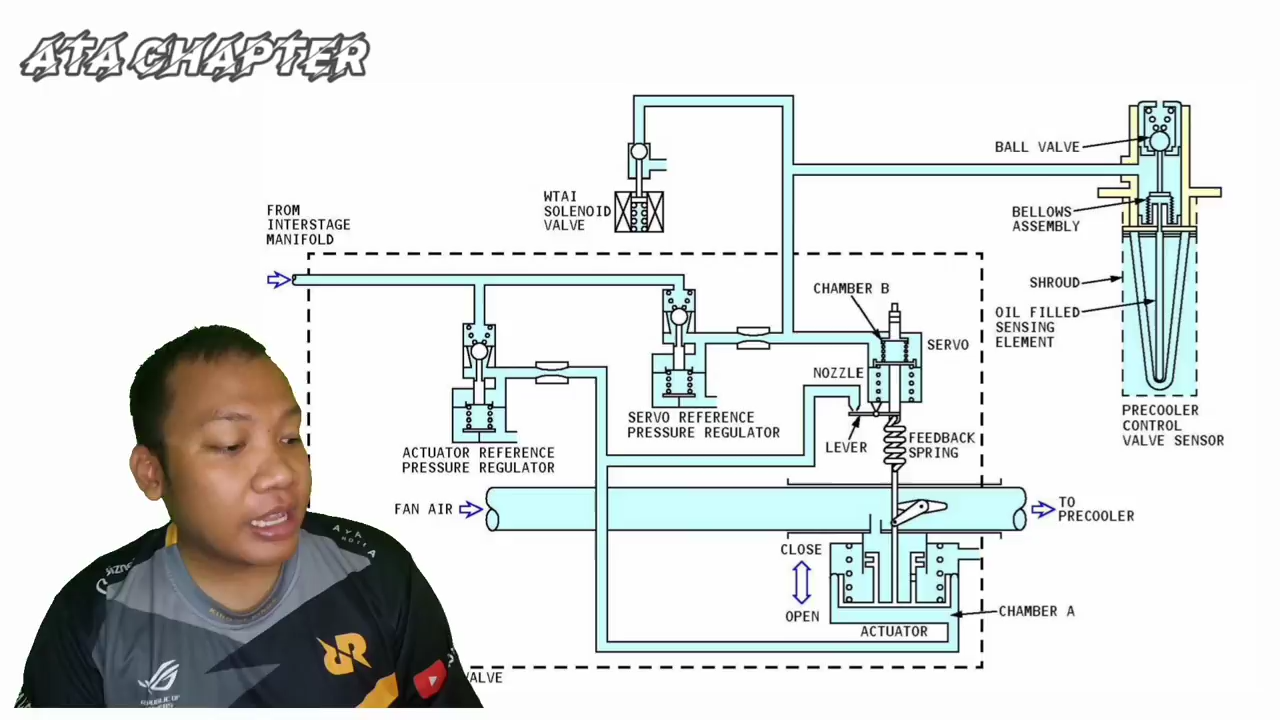 ATA CHAPTER
BALL VALVE
WTAI
SOLENOID
VALVE
FROM
INTERSTAGE
MANIFOLD
BELLOWS
ASSEMBLY
CHAMBER B
SHROUD
OIL FILLED
SENSING
ELEMENT
SERVO
NOZZLE
SERVO REFERENCE
PRESSURE REGULATOR
PRECOOLER
CONTROL
VALVE SENSOR
LEVER
FEEDBACK
SPRING
ACTUATOR REFERENCE
PRESSURE REGULATOR
FAN AIR
TO
PRECOOLER
CLOSE
OPEN
CHAMBER A
ACTUATOR
VALVE
REPUBLIC OF